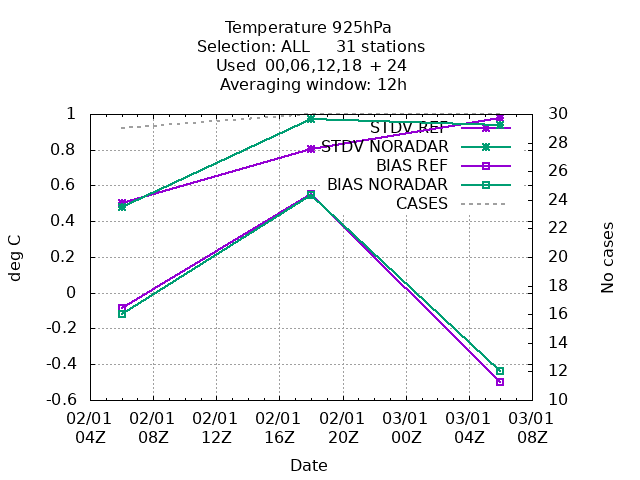 Temperature 925hPa
Selection: ALL 31 stations
Used 00,06,12,18 + 24
Averaging window: 12h
1
0.8
0.6
0.4
0.2
0
-0.2
-0.4
-0.6
deg C
30
28
26
24
22
20
18
16
14
12
10
No cases
STDV REF
STDV NORADAR
BIAS REF
BIAS NORADAR
CASES
02/01 02/01 02/01 02/01 02/01 03/01 03/01 03/01
04Z 08Z 12Z 16Z 20Z 00Z 04Z 08Z
Date